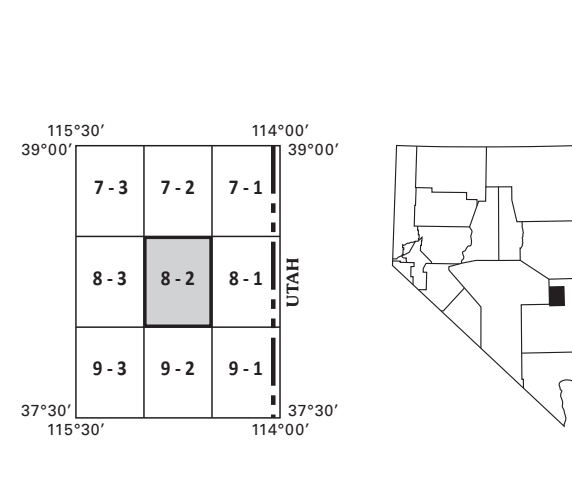 115°30’ 114°00’
39°00’ 39°00’
7 - 3 7 - 2 7 - 1
8 - 3 8 - 2 8 - 1
UTAH
9 - 3 9 - 2 9 - 1
37°30’ 37°30’
115°30’ 114°00’